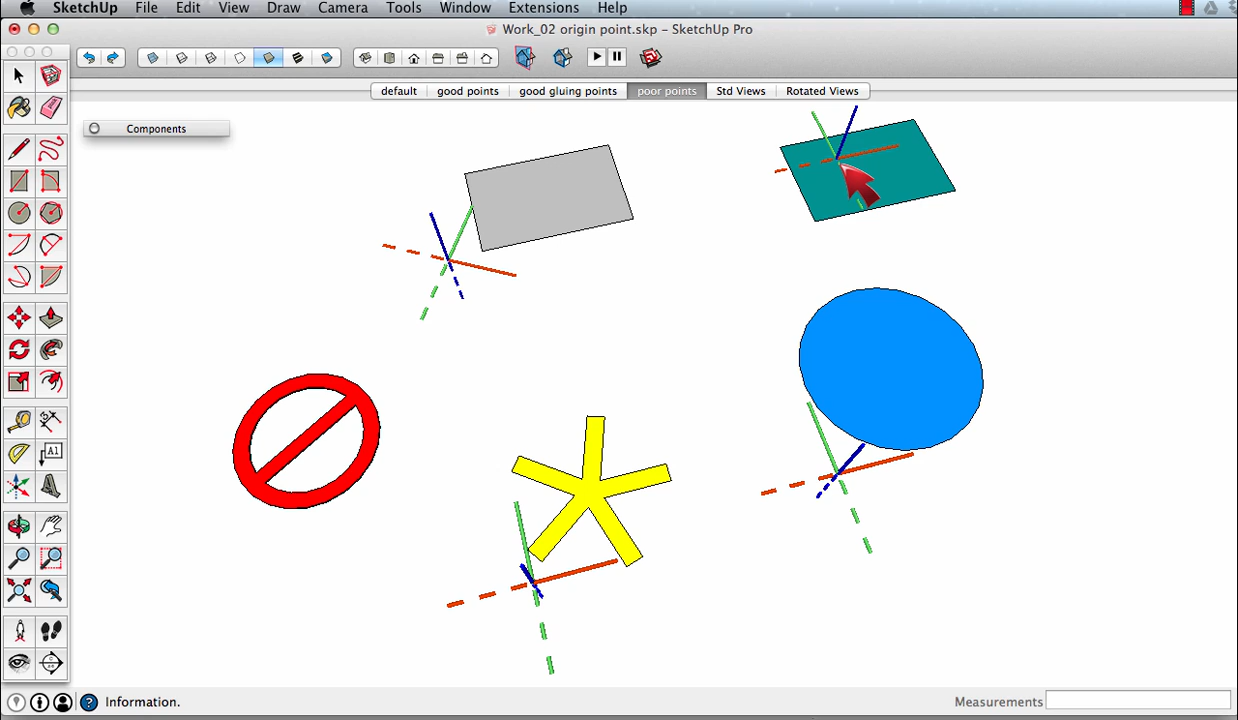 SketchUp File Edit View Draw Camera Tools Window Extensions Help
Work_02 origin point.skp – SketchUp Pro
default good points good gluing points poor points Std Views Rotated Views
Components
A1
? Information. Measurements